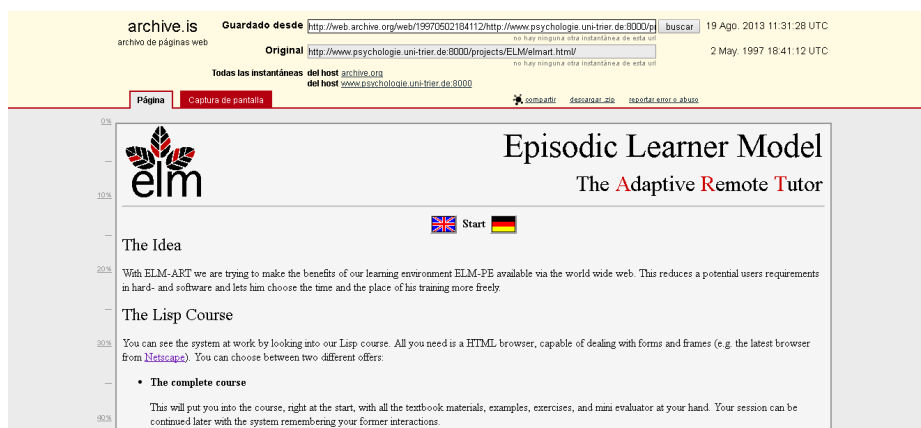 archive.is
archivo de páginas web
Guardado desde http://web.archive.org/web/19970502184112/http://www.psychologie.uni-trier.de:8000/pr buscar 19 Ago. 2013 11:31:28 UTC
no hay ninguna otra instantánea de esta url
Original http://www.psychologie.uni-trier.de:8000/projects/ELM/elmart.html/ 2 May. 1997 18:41:12 UTC
no hay ninguna otra instantánea de esta url
Todas las instantáneas del host archive.org
del host www.psychologie.uni-trier.de:8000
Página Captura de pantalla compartir descargar .zip reportar error o abuso
0%
elm
Episodic Learner Model
The Adaptive Remote Tutor
10%
Start
The Idea
20%
With ELM-ART we are trying to make the benefits of our learning environment ELM-PE available via the world wide web. This reduces a potential users requirements
in hard- and software and lets him choose the time and the place of his training more freely.
The Lisp Course
30%
You can see the system at work by looking into our Lisp course. All you need is a HTML browser, capable of dealing with forms and frames (e.g. the latest browser
from Netscape). You can choose between two different offers:
• The complete course
This will put you into the course, right at the start, with all the textbook materials, examples, exercises, and mini evaluator at your hand. Your session can be
40%
continued later with the system remembering your former interactions.